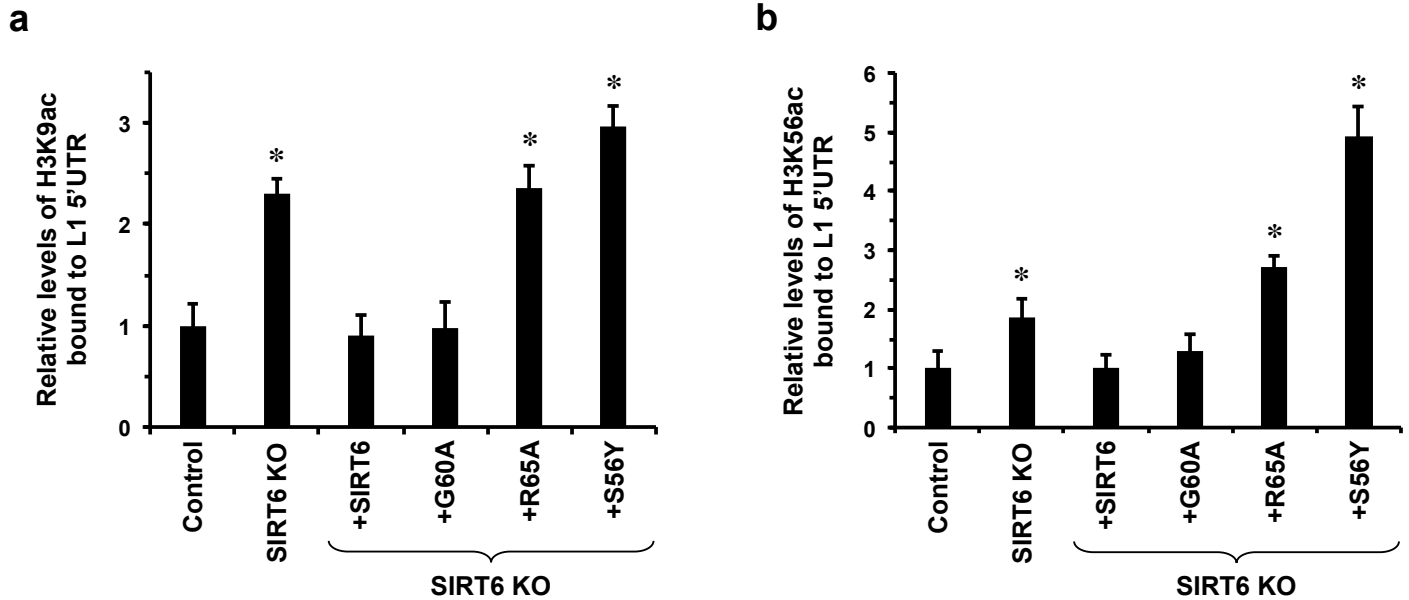 a
Relative levels of H3K9ac
bound to L1 5’UTR
3
2
1
0
*
*
*
Control
SIRT6 KO
+SIRT6
+G60A
+R65A
+S56Y
SIRT6 KO
b
Relative levels of H3K56ac
bound to L1 5’UTR
6
5
4
3
2
1
0
*
*
*
Control
SIRT6 KO
+SIRT6
+G60A
+R65A
+S56Y
SIRT6 KO